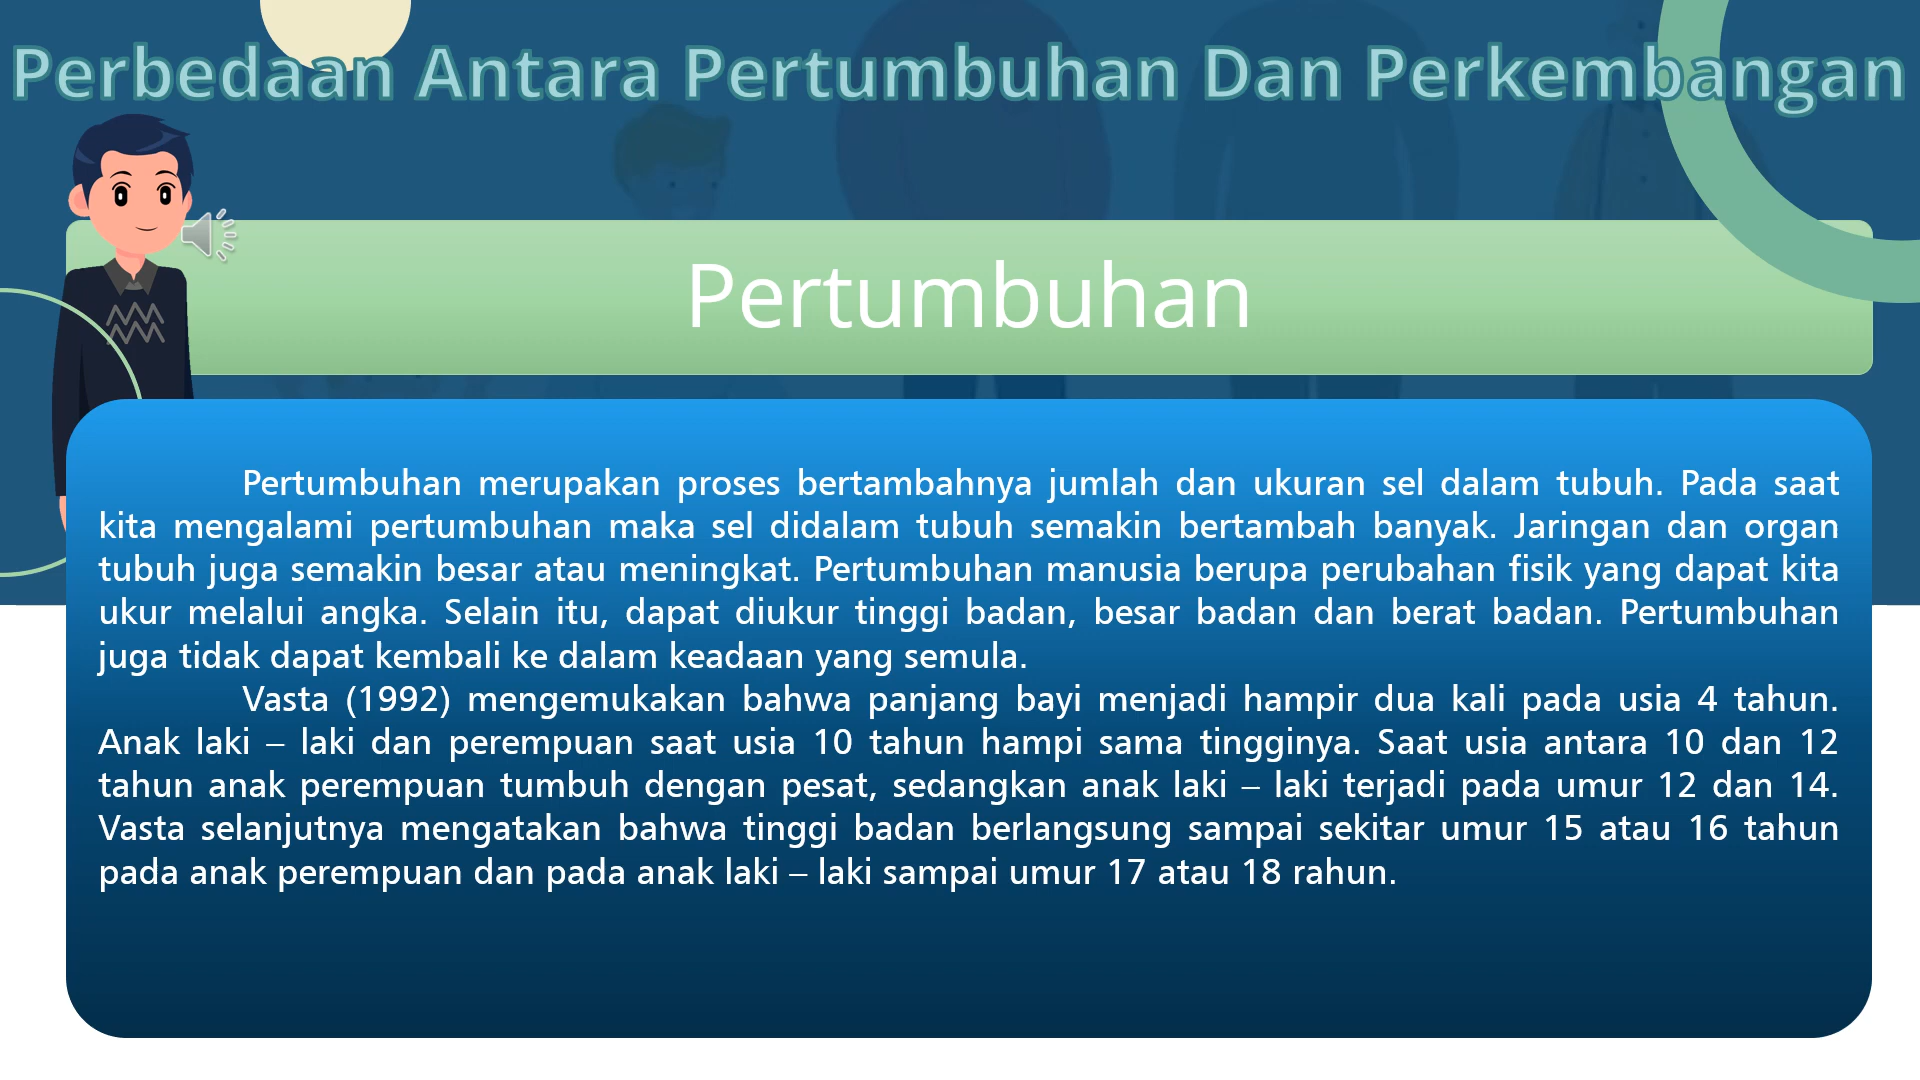 Perbedaan Antara Pertumbuhan Dan Perkembangan
Pertumbuhan
Pertumbuhan merupakan proses bertambahnya jumlah dan ukuran sel dalam tubuh. Pada saat
kita mengalami pertumbuhan maka sel didalam tubuh semakin bertambah banyak. Jaringan dan organ
tubuh juga semakin besar atau meningkat. Pertumbuhan manusia berupa perubahan fisik yang dapat kita
ukur melalui angka. Selain itu, dapat diukur tinggi badan, besar badan dan berat badan. Pertumbuhan
juga tidak dapat kembali ke dalam keadaan yang semula.
Vasta (1992) mengemukakan bahwa panjang bayi menjadi hampir dua kali pada usia 4 tahun.
Anak laki – laki dan perempuan saat usia 10 tahun hampi sama tingginya. Saat usia antara 10 dan 12
tahun anak perempuan tumbuh dengan pesat, sedangkan anak laki – laki terjadi pada umur 12 dan 14.
Vasta selanjutnya mengatakan bahwa tinggi badan berlangsung sampai sekitar umur 15 atau 16 tahun
pada anak perempuan dan pada anak laki – laki sampai umur 17 atau 18 rahun.